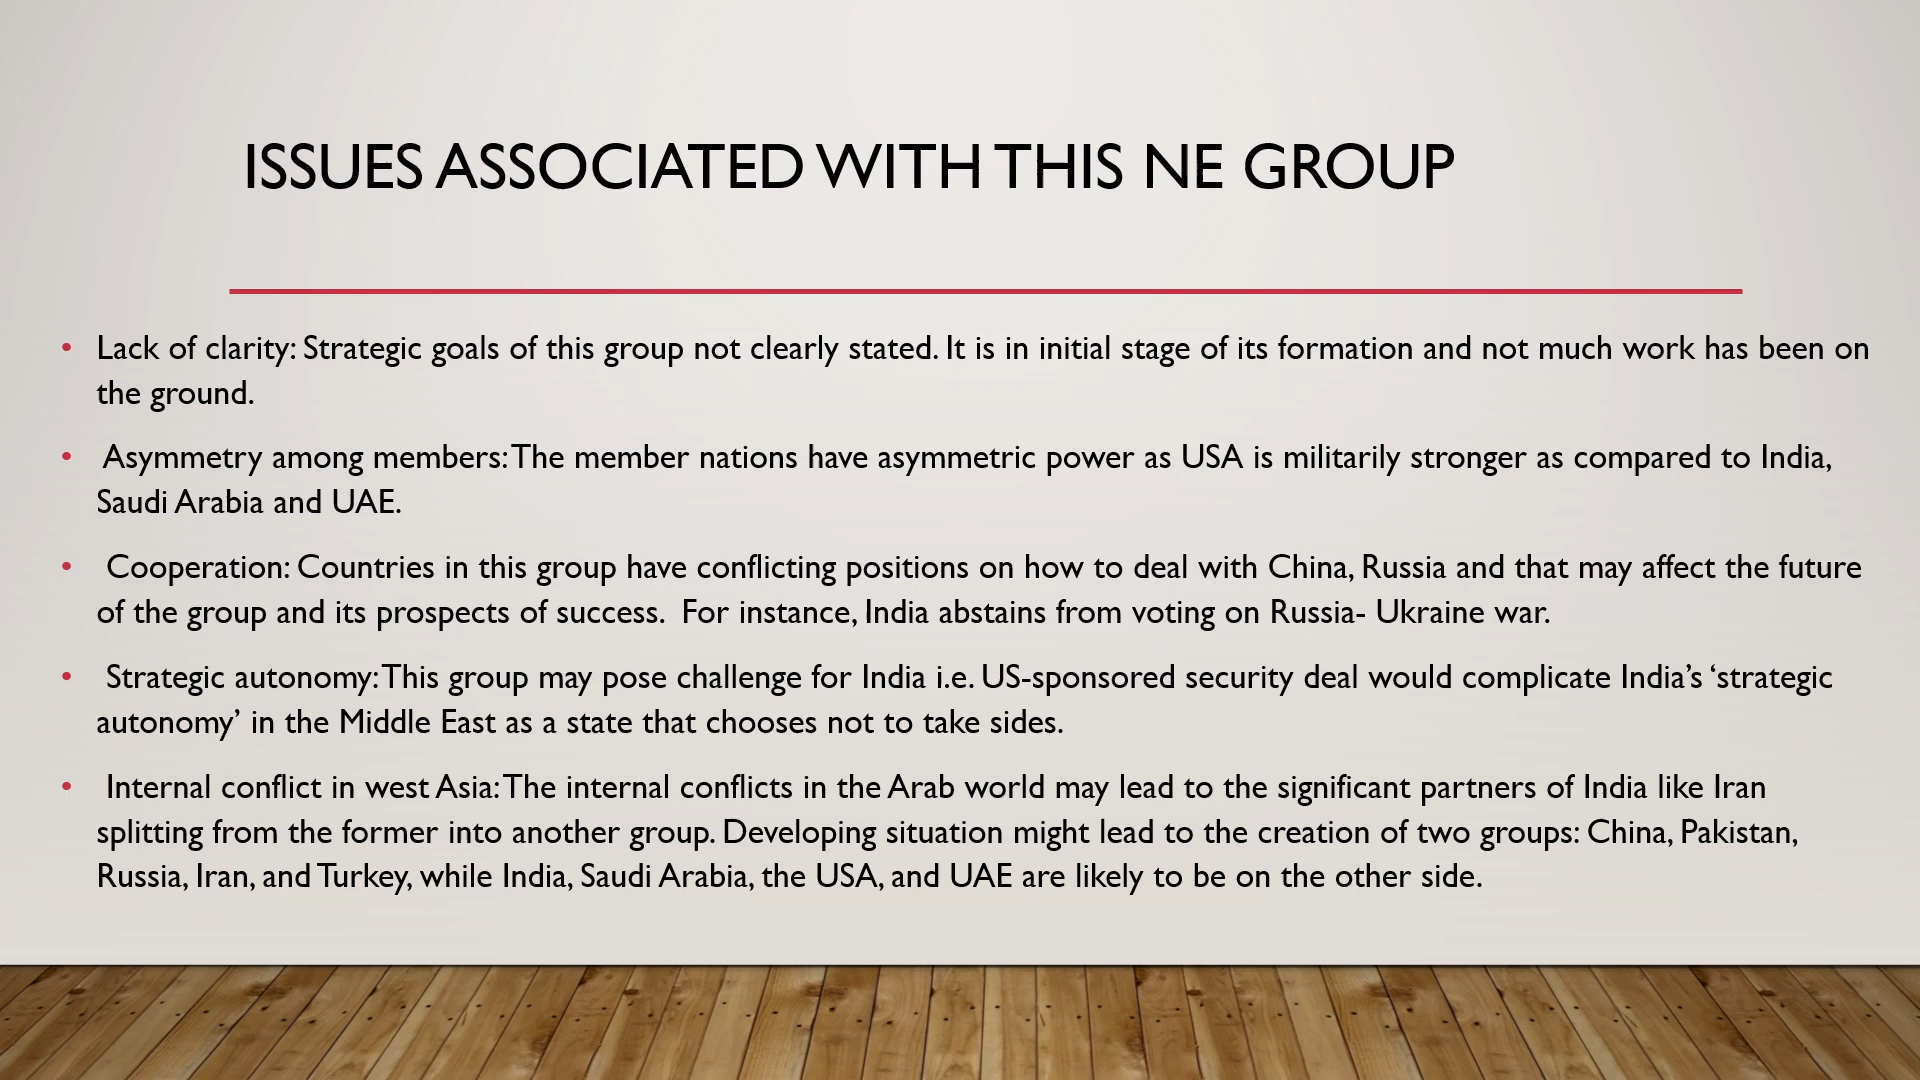 ISSUES ASSOCIATED WITH THIS NE GROUP
• Lack of clarity: Strategic goals of this group not clearly stated. It is in initial stage of its formation and not much work has been on
the ground.
• Asymmetry among members: The member nations have asymmetric power as USA is militarily stronger as compared to India,
Saudi Arabia and UAE.
• Cooperation: Countries in this group have conflicting positions on how to deal with China, Russia and that may affect the future
of the group and its prospects of success.  For instance, India abstains from voting on Russia- Ukraine war.
• Strategic autonomy: This group may pose challenge for India i.e. US-sponsored security deal would complicate India’s ‘strategic
autonomy’ in the Middle East as a state that chooses not to take sides.
• Internal conflict in west Asia: The internal conflicts in the Arab world may lead to the significant partners of India like Iran
splitting from the former into another group. Developing situation might lead to the creation of two groups: China, Pakistan,
Russia, Iran, and Turkey, while India, Saudi Arabia, the USA, and UAE are likely to be on the other side.